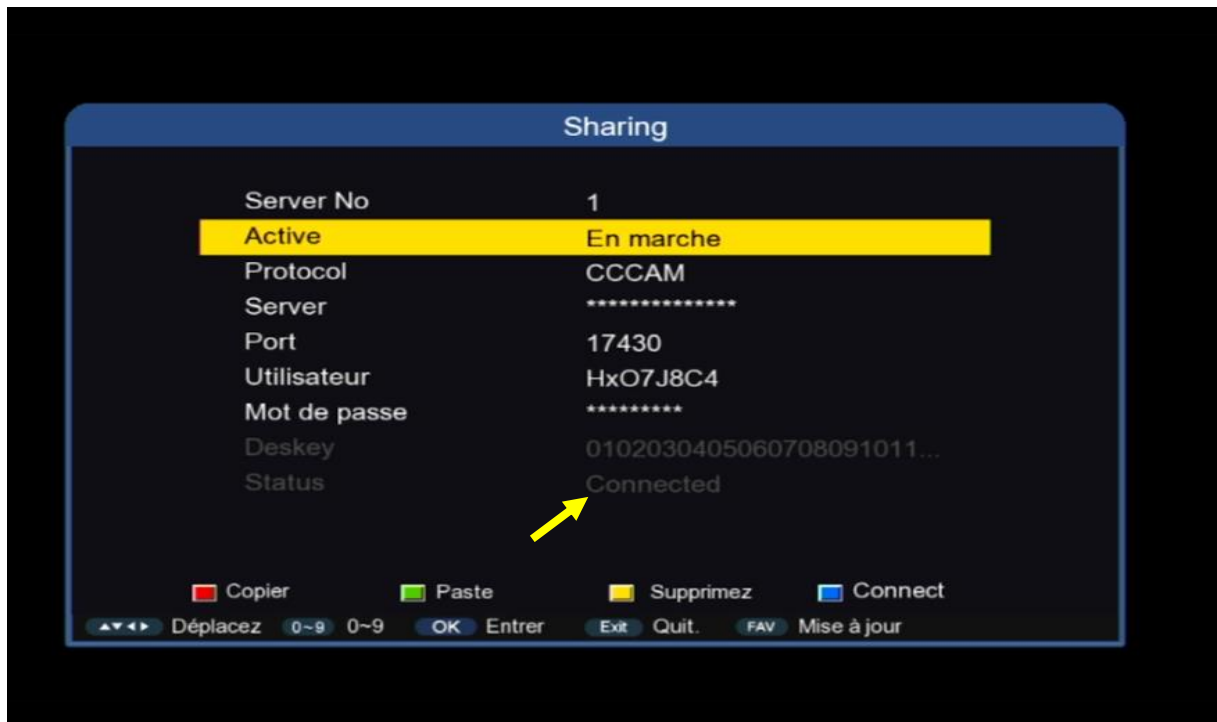 Sharing
Server No 1
Active En marche
Protocol CCCAM
Server **************
Port 17430
Utilisateur HxO7J8C4
Mot de passe *********
Deskey 0102030405060708091011...
Status Connected
Copier Paste Supprimez Connect
Déplacez 0~9 0~9 OK Entrer Exit Quit. FAV Mise à jour